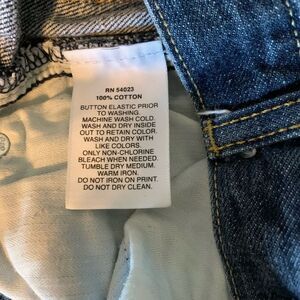 RN 54023
100% COTTON
BUTTON ELASTIC PRIOR
TO WASHING.
MACHINE WASH COLD.
WASH AND DRY INSIDE
OUT TO RETAIN COLOR.
WASH AND DRY WITH
LIKE COLORS.
ONLY NON-CHLORINE
BLEACH WHEN NEEDED.
TUMBLE DRY MEDIUM.
WARM IRON.
DO NOT IRON ON PRINT.
DO NOT DRY CLEAN.